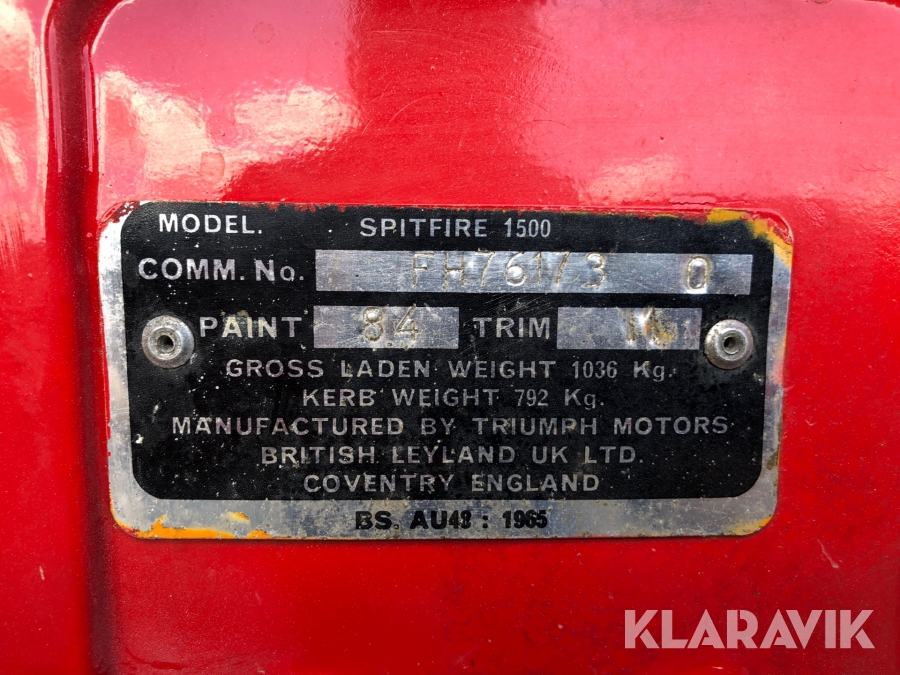 MODEL. SPITFIRE 1500
COMM. No. FH76173 0
PAINT 84 TRIM
GROSS LADEN WEIGHT 1036 Kg.
KERB WEIGHT 792 Kg.
MANUFACTURED BY TRIUMPH MOTORS
BRITISH LEYLAND UK LTD.
COVENTRY ENGLAND
BS. AU48 : 1965
KLARAVIK